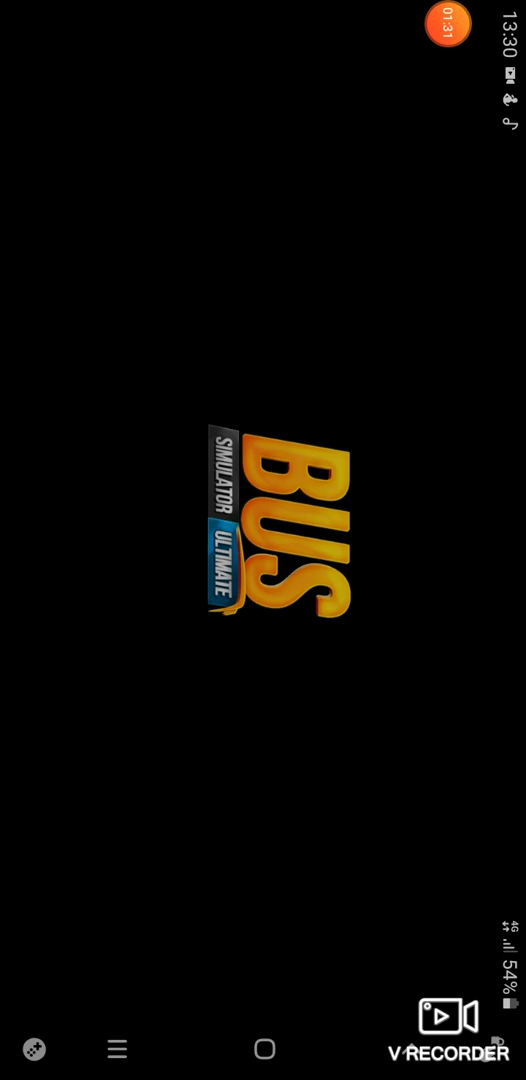 13:30
01:31
BUS
SIMULATOR ULTIMATE
4G
54%
V RECORDER